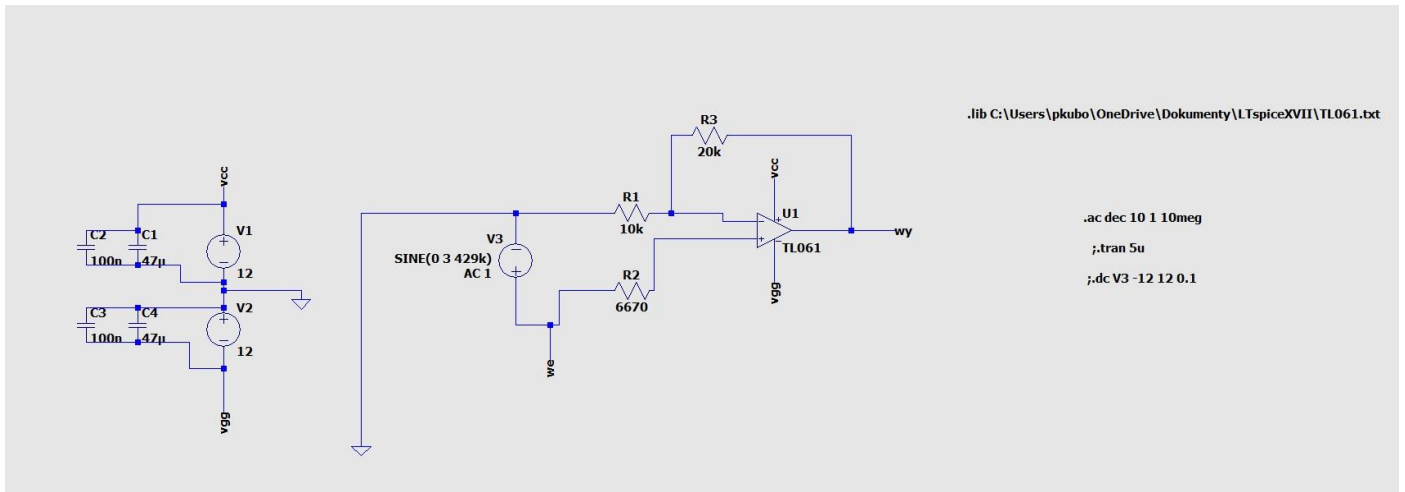 .lib C:\Users\pkubo\OneDrive\Dokumenty\LTspiceXVII\TL061.txt
R3
20k
vcc
vcc
R1
10k
U1
.ac dec 10 1 10meg
C2
C1
V1
V3
wy
TL061
;.tran 5u
100n
47µ
12
SINE(0 3 429k)
AC 1
R2
6670
vgg
;.dc V3 -12 12 0.1
C3
C4
V2
100n
47µ
12
we
vgg